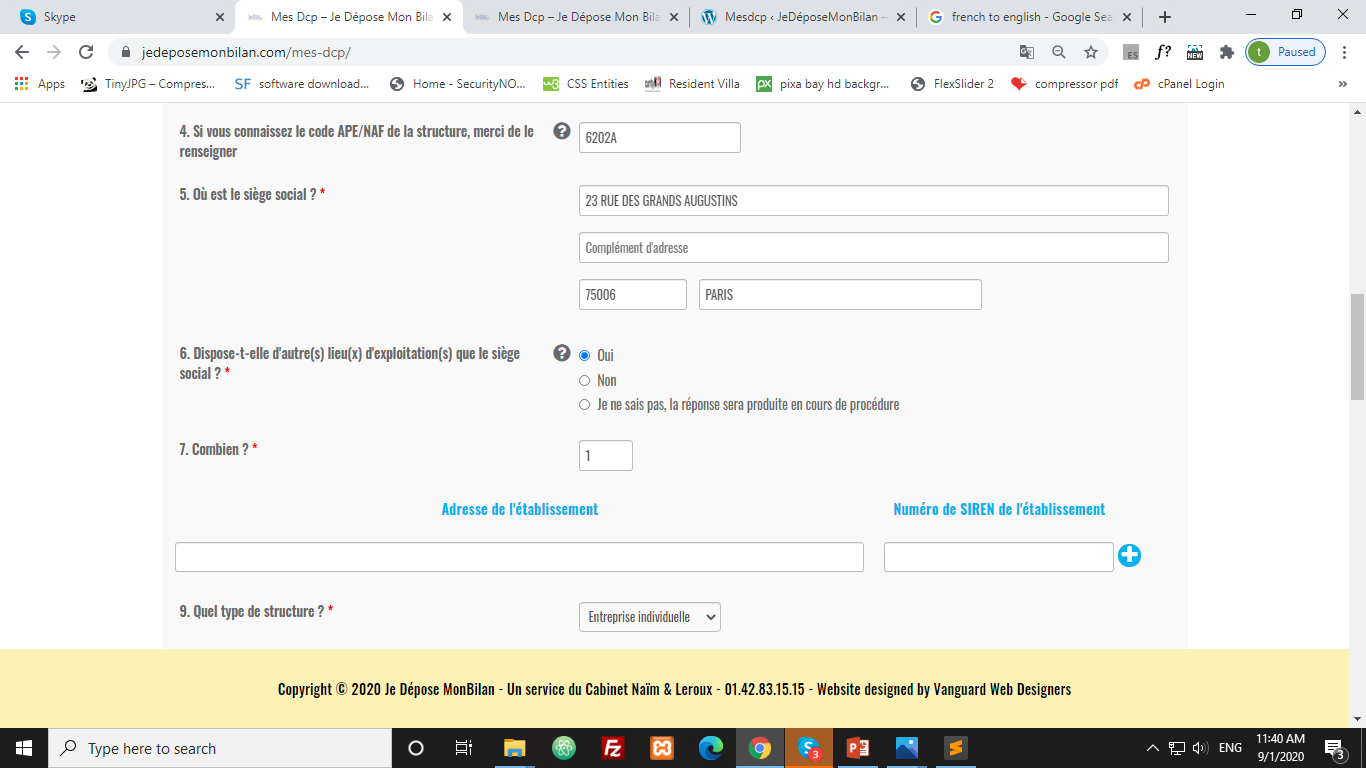 Skype
Mes Dcp – Je Dépose Mon Bila
Mes Dcp – Je Dépose Mon Bila
Mesdcp ‹ JeDéposeMonBilan –
french to english - Google Sea
jedeposemonbilan.com/mes-dcp/
ES
f?
NEW
t
Paused
Apps
TinyJPG – Compres...
SF
software download...
Home - SecurityNO...
CSS Entities
Resident Villa
px
pixa bay hd backgr...
FlexSlider 2
compressor pdf
cP
cPanel Login
»
4. Si vous connaissez le code APE/NAF de la structure, merci de le
renseigner
?
6202A
5. Où est le siège social ? *
23 RUE DES GRANDS AUGUSTINS
Complément d'adresse
75006
PARIS
6. Dispose-t-elle d'autre(s) lieu(x) d'exploitation(s) que le siège
social ? *
?
Oui
Non
Je ne sais pas, la réponse sera produite en cours de procédure
7. Combien ? *
1
Adresse de l'établissement
Numéro de SIREN de l'établissement
9. Quel type de structure ? *
Entreprise individuelle
Copyright © 2020 Je Dépose MonBilan - Un service du Cabinet Naïm & Leroux - 01.42.83.15.15 - Website designed by Vanguard Web Designers
Type here to search
3
ENG
11:40 AM
9/1/2020
3